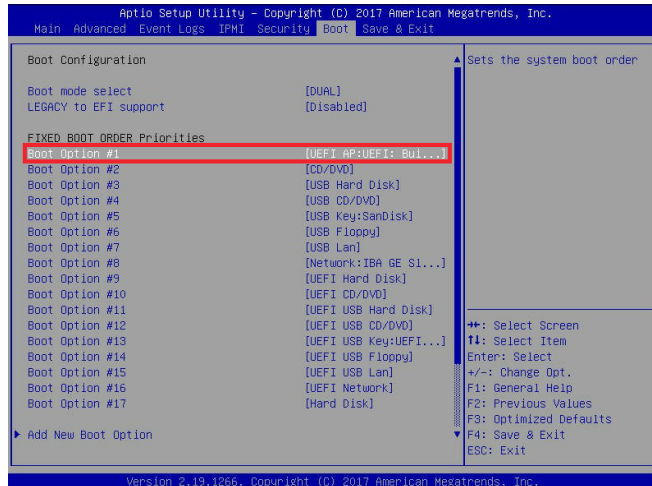 Aptio Setup Utility – Copyright (C) 2017 American Megatrends, Inc.
Main Advanced Event Logs IPMI Security Boot Save & Exit
Boot Configuration
Sets the system boot order
Boot mode select [DUAL]
LEGACY to EFI support [Disabled]
FIXED BOOT ORDER Priorities
Boot Option #1 [UEFI AP:UEFI: Bui...]
Boot Option #2 [CD/DVD]
Boot Option #3 [USB Hard Disk]
Boot Option #4 [USB CD/DVD]
Boot Option #5 [USB Key:SanDisk]
Boot Option #6 [USB Floppy]
Boot Option #7 [USB Lan]
Boot Option #8 [Network:IBA GE Sl...]
Boot Option #9 [UEFI Hard Disk]
Boot Option #10 [UEFI CD/DVD]
Boot Option #11 [UEFI USB Hard Disk]
Boot Option #12 [UEFI USB CD/DVD]
Boot Option #13 [UEFI USB Key:UEFI...]
Boot Option #14 [UEFI USB Floppy]
Boot Option #15 [UEFI USB Lan]
Boot Option #16 [UEFI Network]
Boot Option #17 [Hard Disk]
Add New Boot Option
→←: Select Screen
↑↓: Select Item
Enter: Select
+/-: Change Opt.
F1: General Help
F2: Previous Values
F3: Optimized Defaults
F4: Save & Exit
ESC: Exit
Version 2.19.1266. Copyright (C) 2017 American Megatrends, Inc.